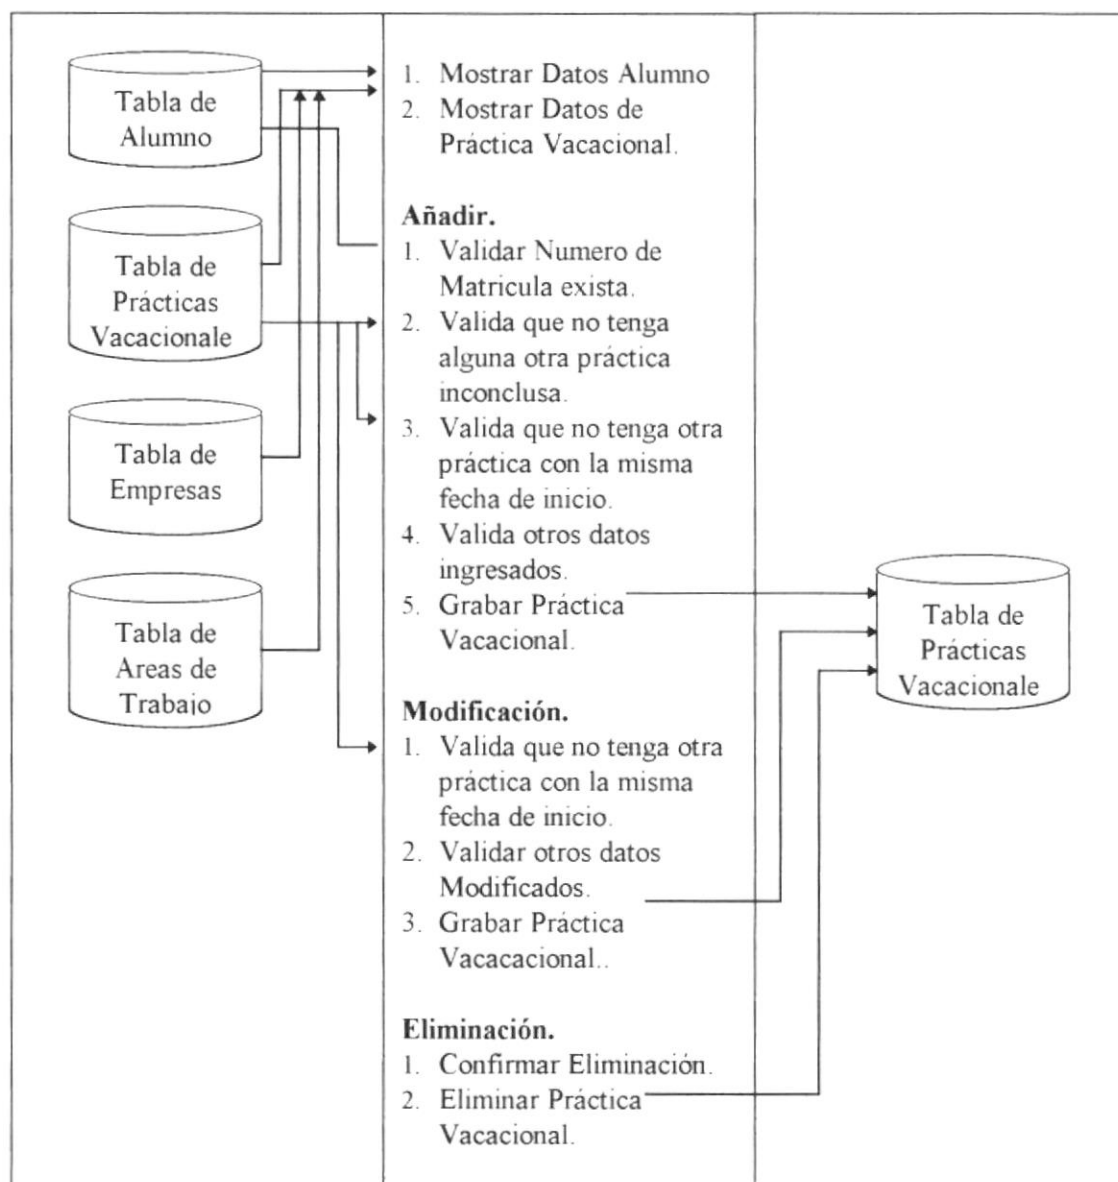 Tabla de
Alumno
Tabla de
Prácticas
Vacacionale
Tabla de
Empresas
Tabla de
Areas de
Trabajo
1. Mostrar Datos Alumno
2. Mostrar Datos de
Práctica Vacacional.
Añadir.
1. Validar Numero de
Matricula exista.
2. Valida que no tenga
alguna otra práctica
inconclusa.
3. Valida que no tenga otra
práctica con la misma
fecha de inicio.
4. Valida otros datos
ingresados.
5. Grabar Práctica
Vacacional.
Modificación.
1. Valida que no tenga otra
práctica con la misma
fecha de inicio.
2. Validar otros datos
Modificados.
3. Grabar Práctica
Vacacacional..
Eliminación.
1. Confirmar Eliminación.
2. Eliminar Práctica
Vacacional.
Tabla de
Prácticas
Vacacionale